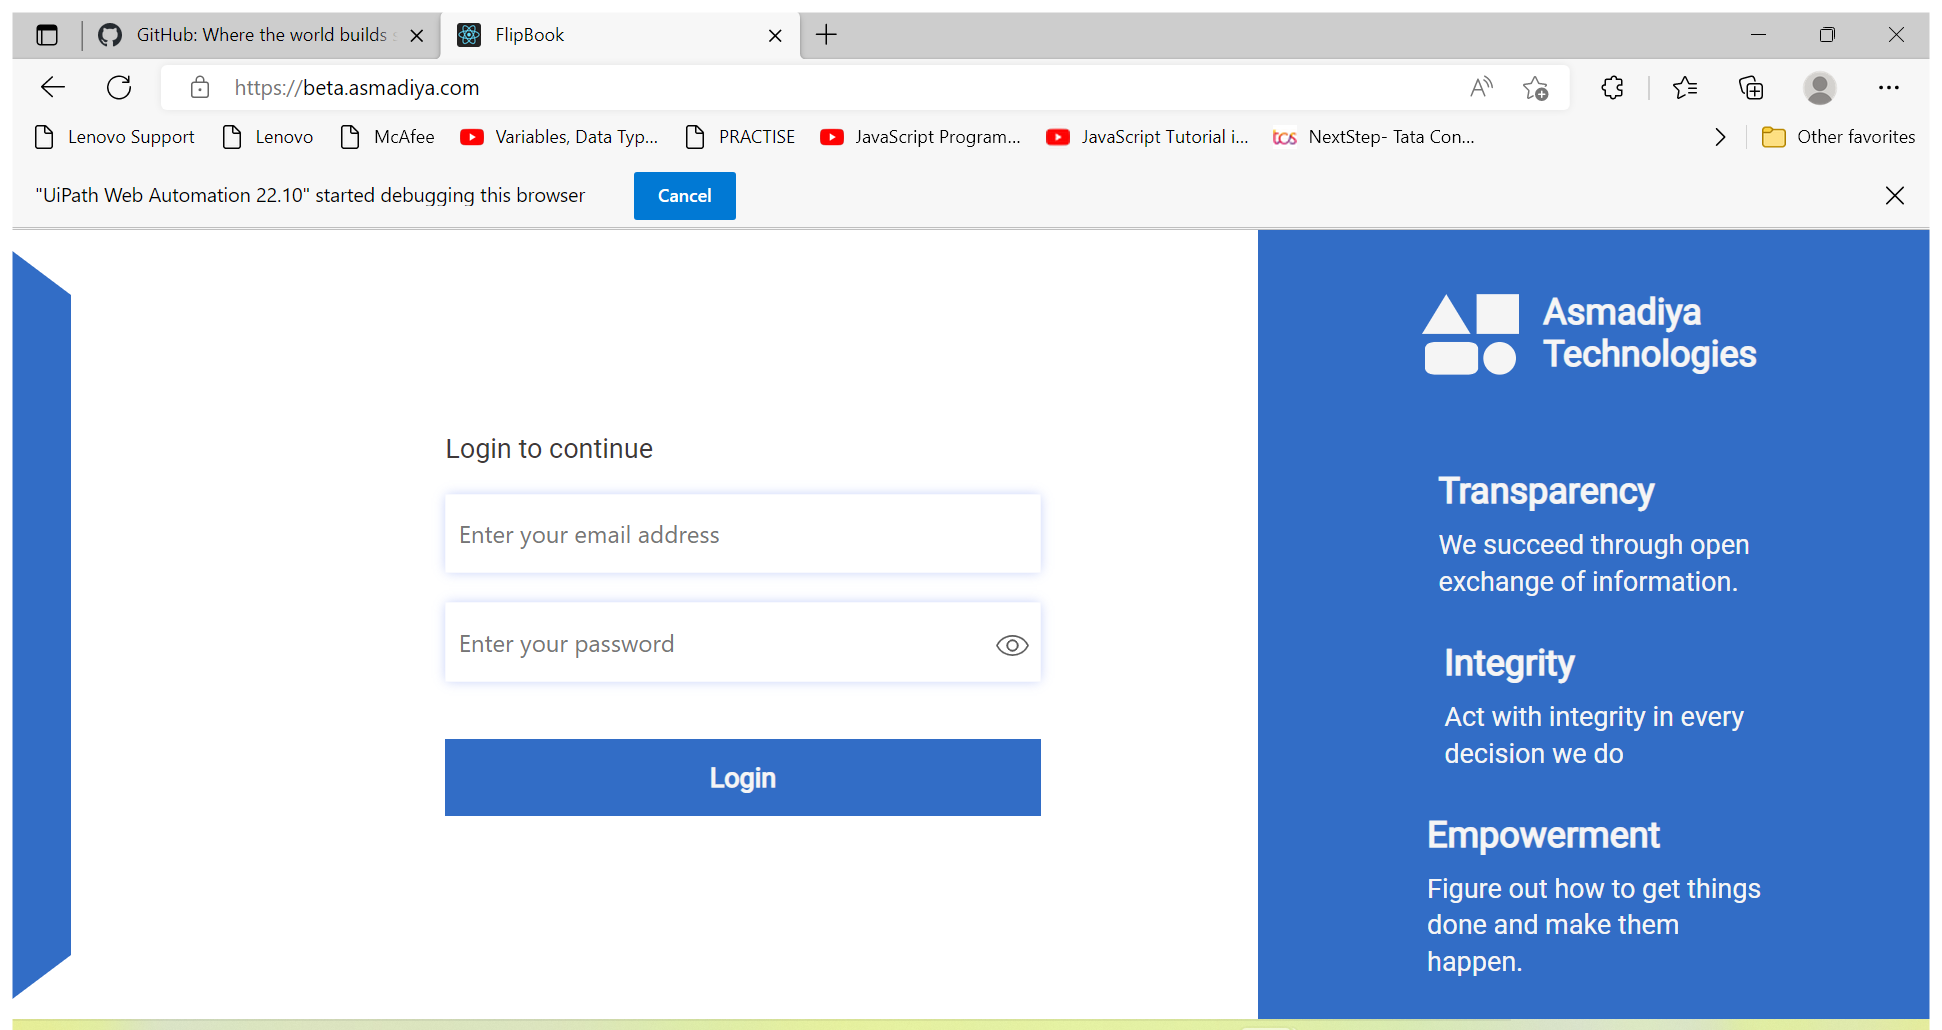 GitHub: Where the world builds
FlipBook
https://beta.asmadiya.com
Lenovo Support
Lenovo
McAfee
Variables, Data Typ...
PRACTISE
JavaScript Program...
JavaScript Tutorial i...
tcs
NextStep- Tata Con...
Other favorites
"UiPath Web Automation 22.10" started debugging this browser
Cancel
Login to continue
Enter your email address
Enter your password
Login
Asmadiya
Technologies
Transparency
We succeed through open
exchange of information.
Integrity
Act with integrity in every
decision we do
Empowerment
Figure out how to get things
done and make them
happen.